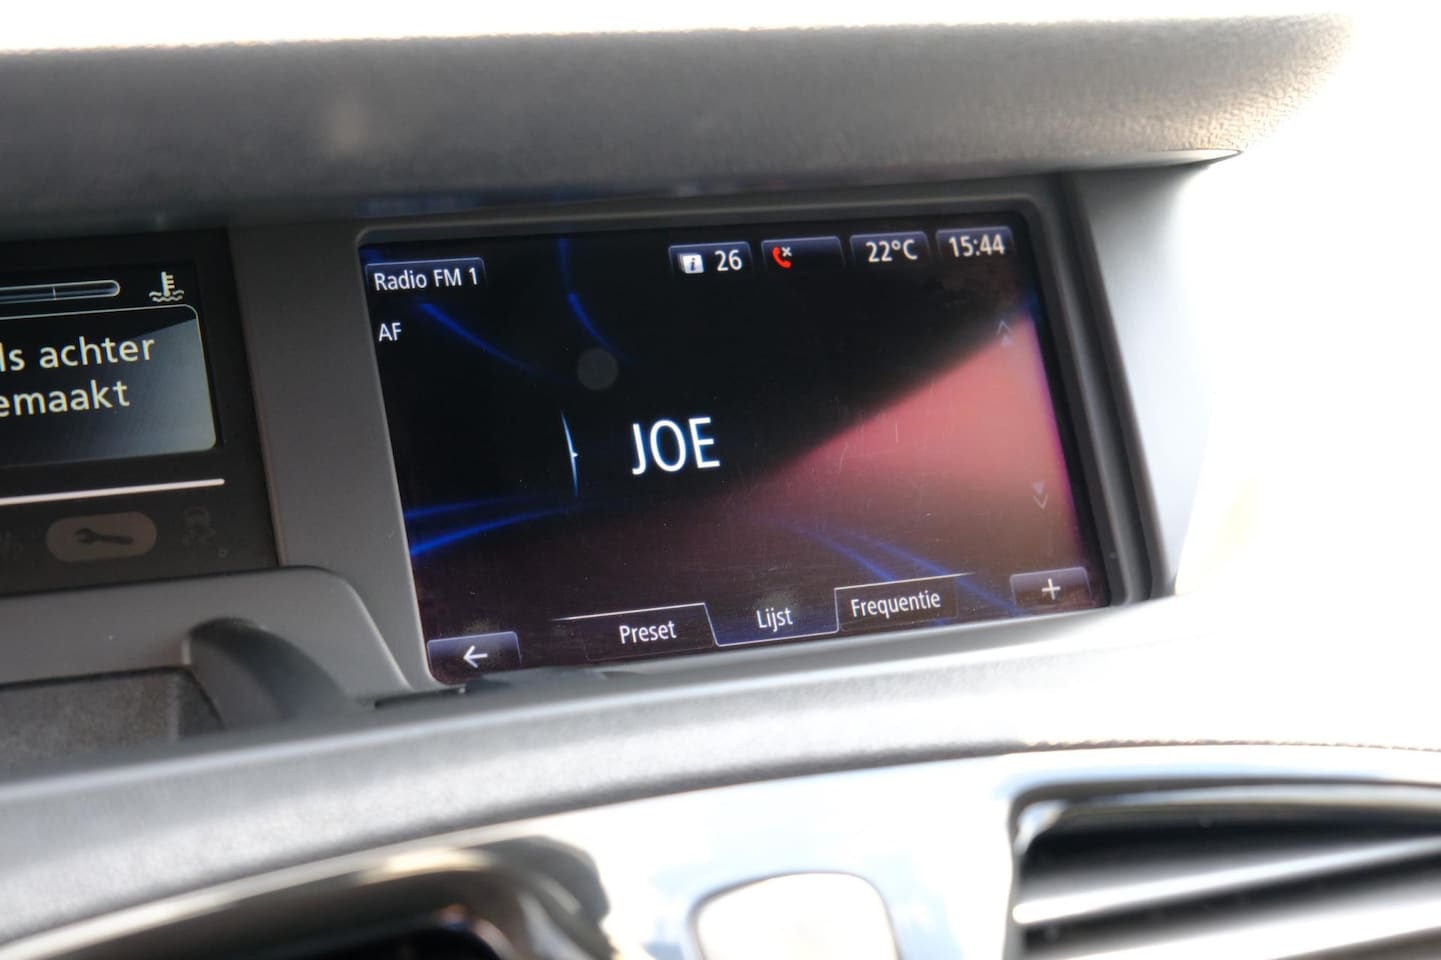 Radio FM 1
26
22°C
15:44
AF
ls achter
emaakt
JOE
Preset
Lijst
Frequentie